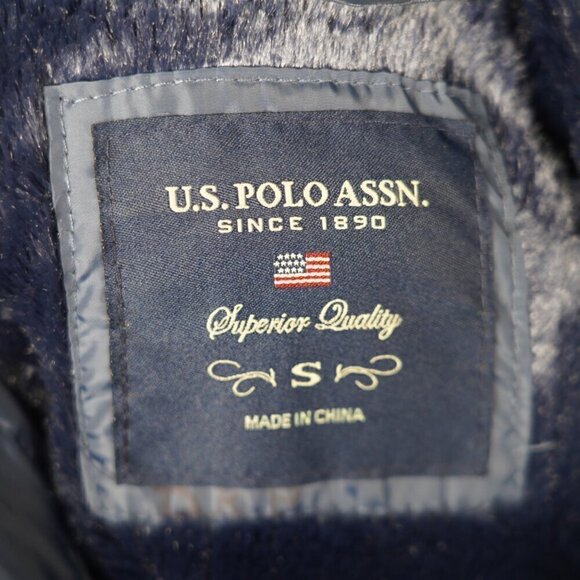 U.S. POLO ASSN.
SINCE 1890
Superior Quality
S
MADE IN CHINA